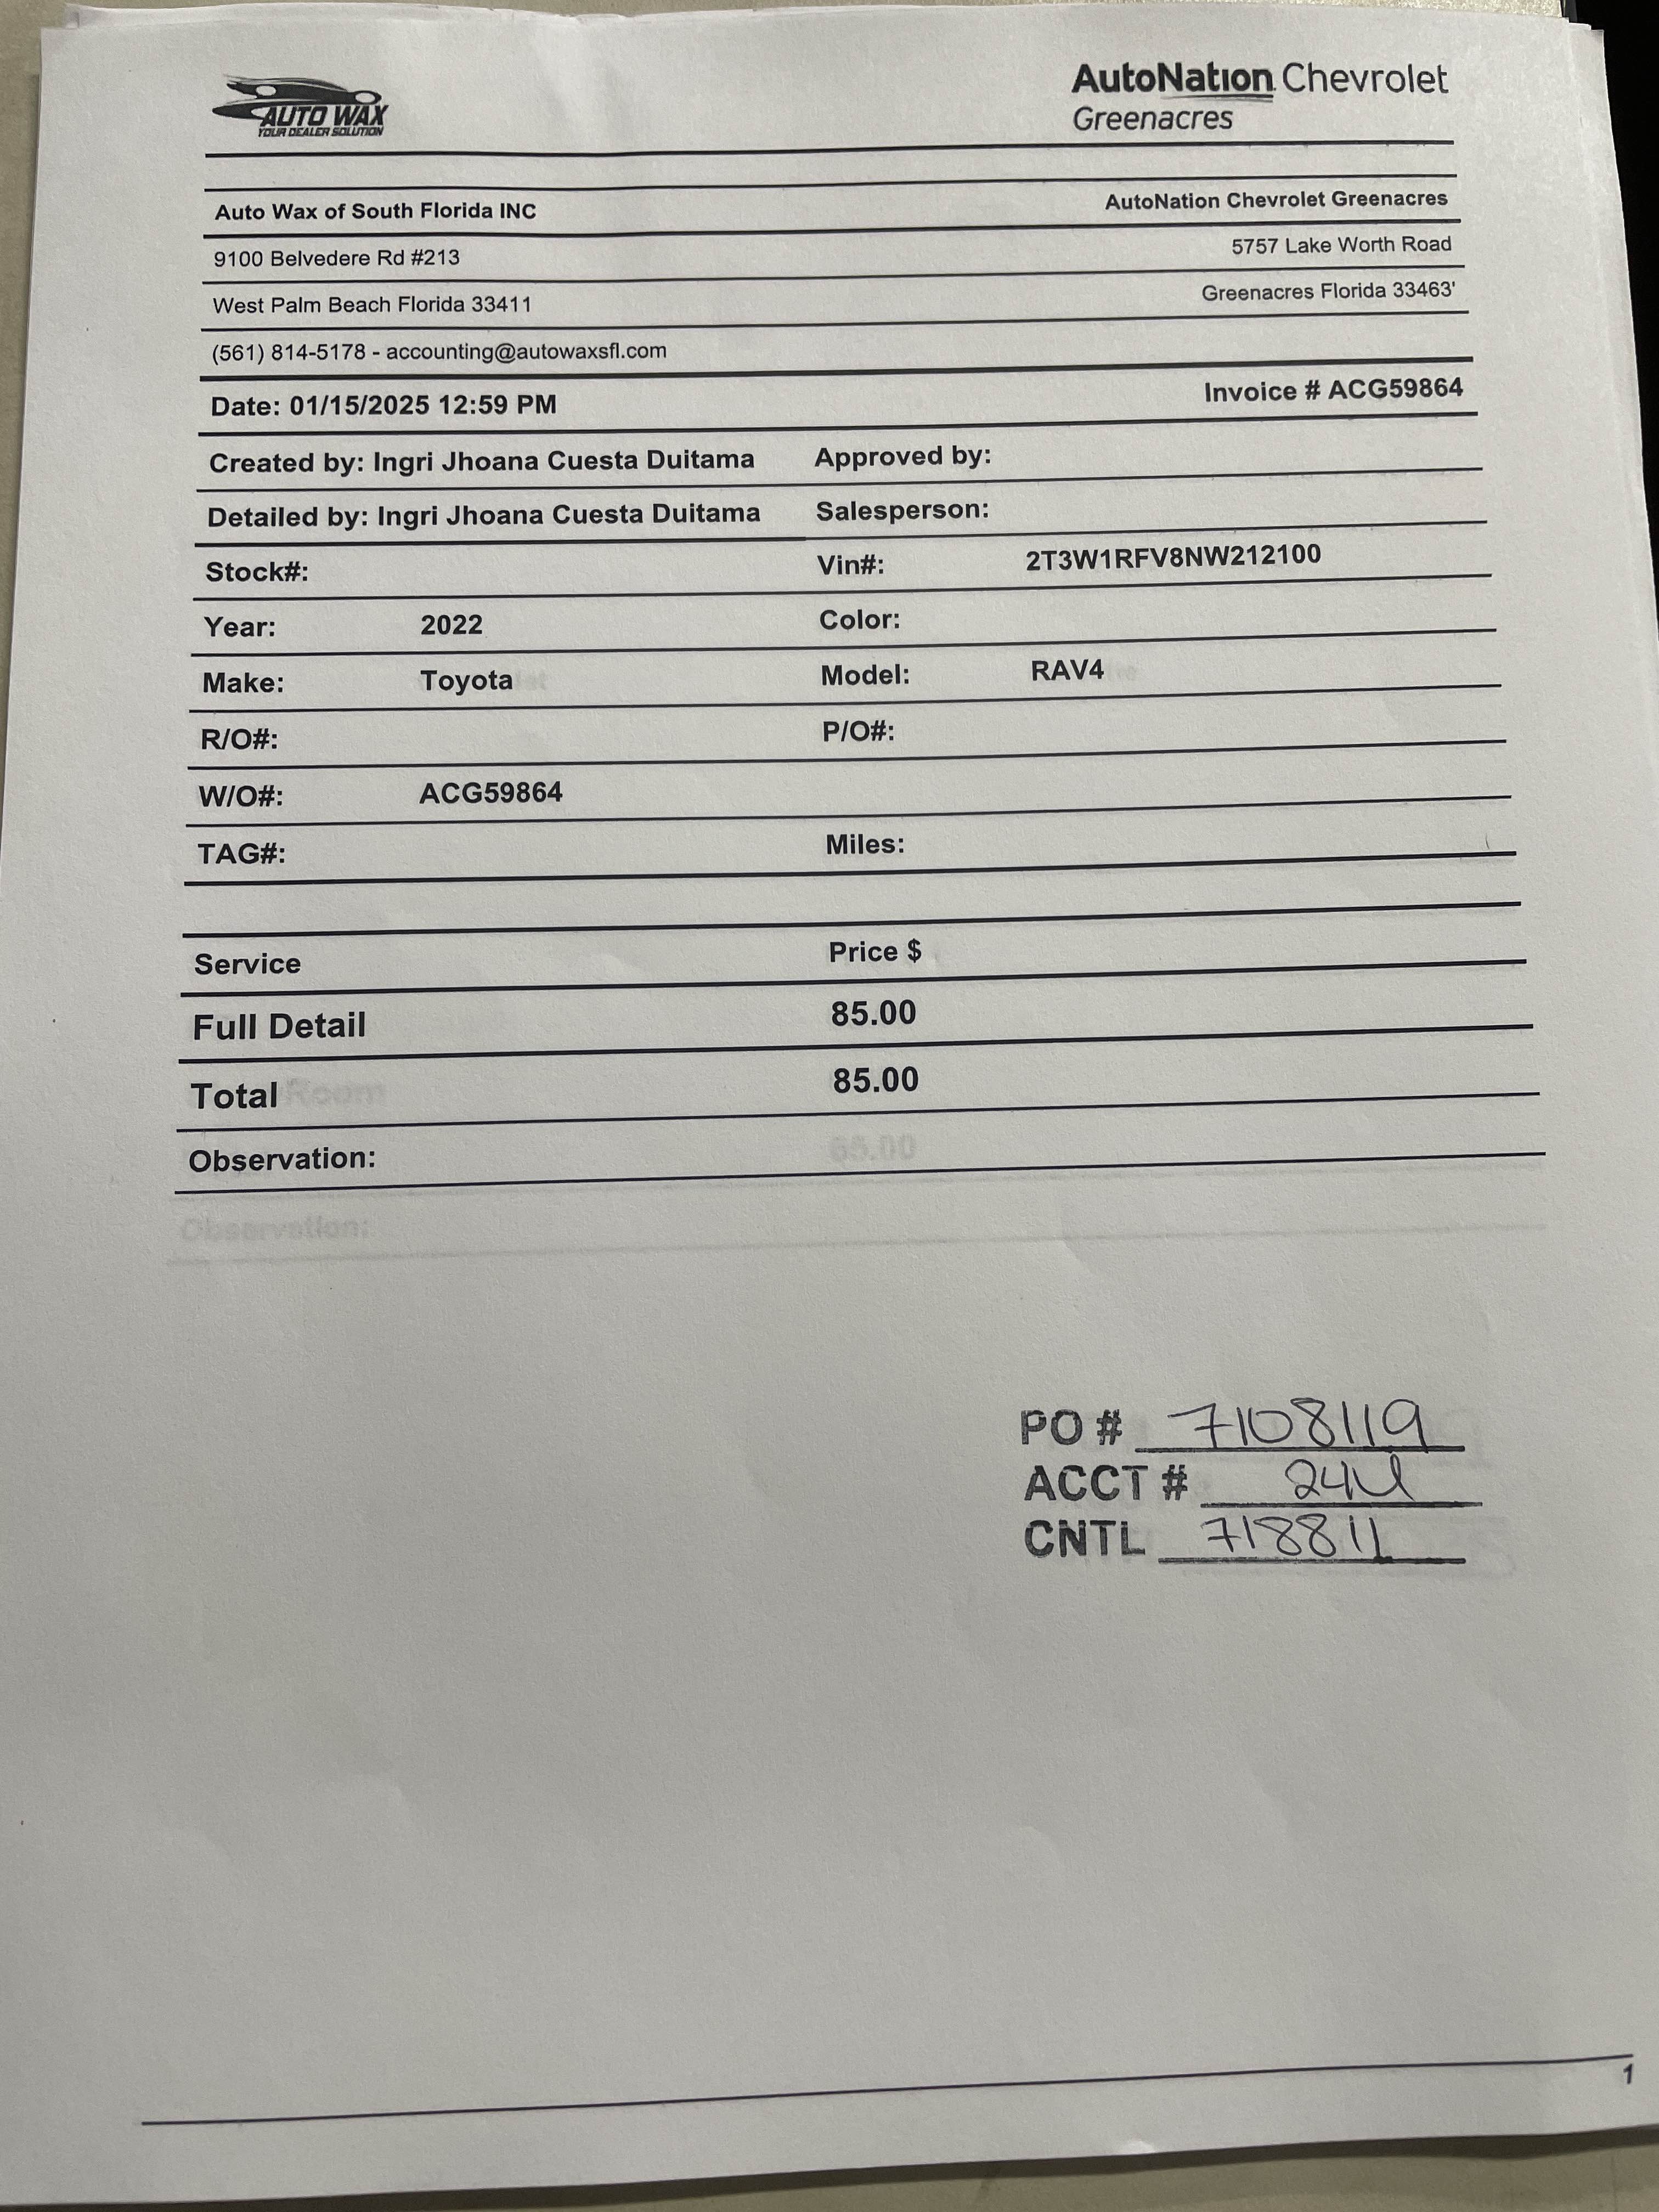 AUTO WAX
YOUR DEALER SOLUTION
AutoNation Chevrolet
Greenacres
Auto Wax of South Florida INC
AutoNation Chevrolet Greenacres
9100 Belvedere Rd #213
5757 Lake Worth Road
West Palm Beach Florida 33411
Greenacres Florida 33463'
(561) 814-5178 - accounting@autowaxsfl.com
Date: 01/15/2025 12:59 PM
Invoice # ACG59864
Created by: Ingri Jhoana Cuesta Duitama
Approved by:
Detailed by: Ingri Jhoana Cuesta Duitama
Salesperson:
Stock#:
Vin#: 2T3W1RFV8NW212100
Year: 2022
Color:
Make: Toyota
Model: RAV4
R/O#:
P/O#:
W/O#: ACG59864
TAG#:
Miles:
Service Price $
Full Detail 85.00
Total 85.00
Room
Observation:
65.00
Observation:
PO # 7108119
ACCT #
CNTL 718811
1